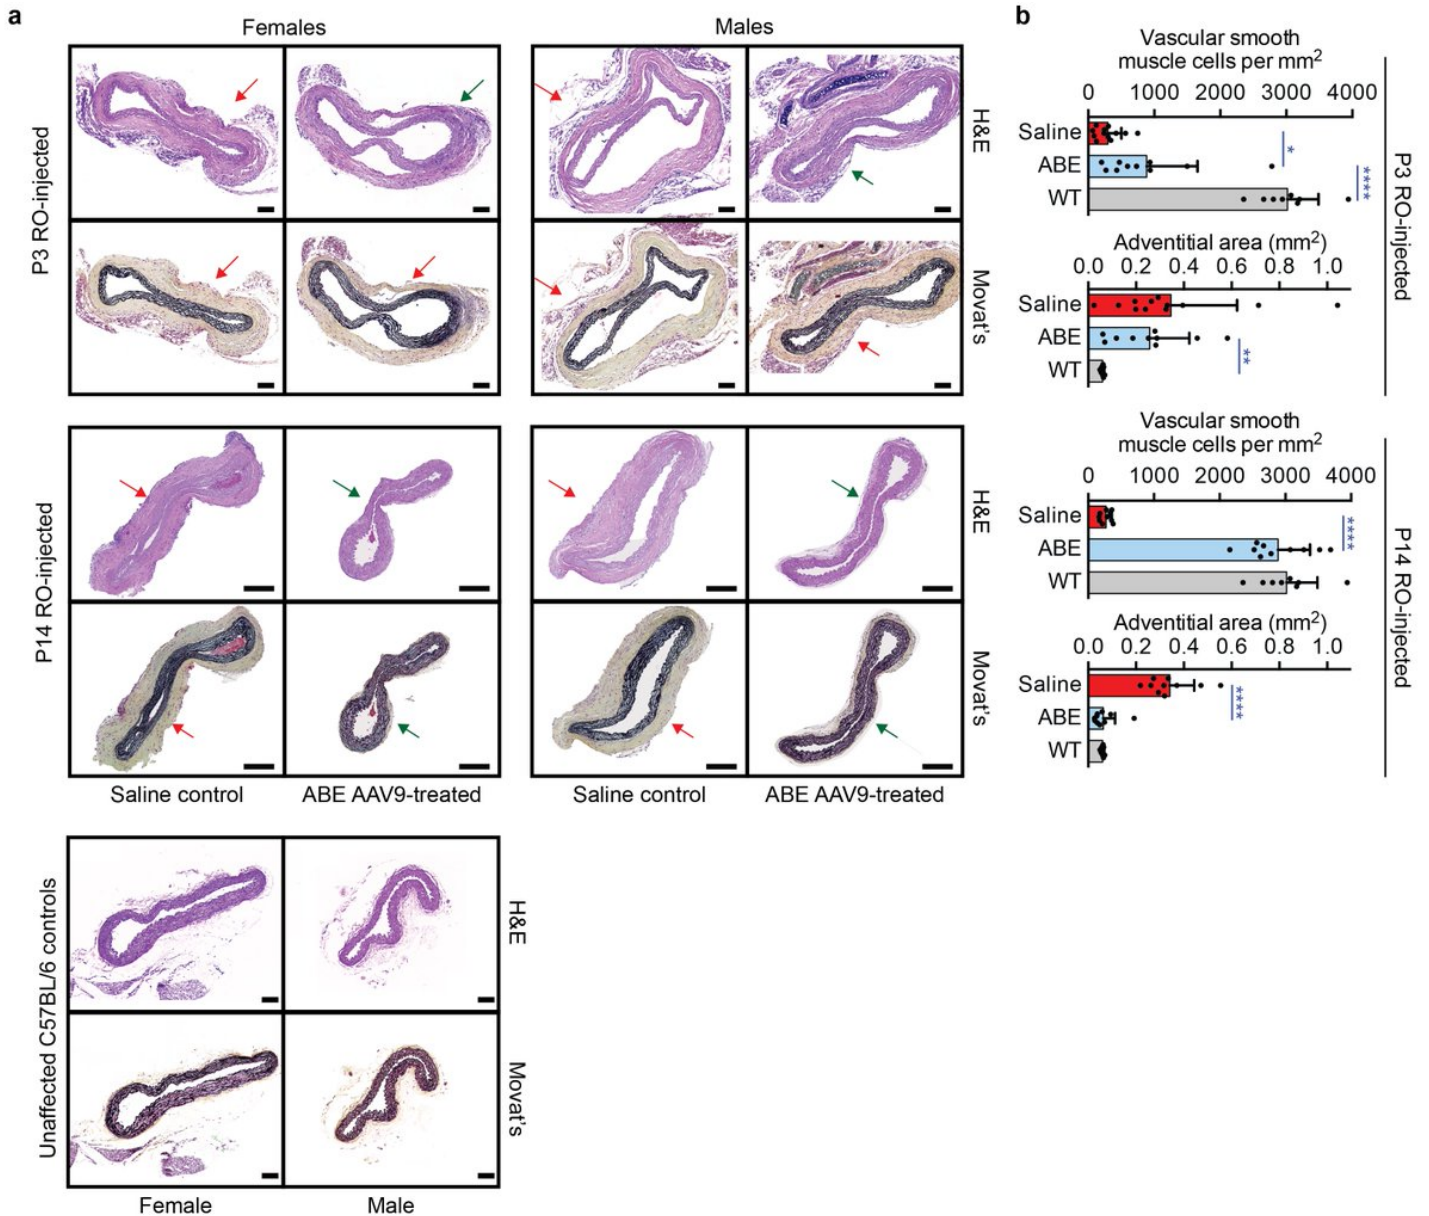 a
Females
Males
P3 RO-injected
H&E
Movat's
P14 RO-injected
H&E
Movat's
Saline control
ABE AAV9-treated
Saline control
ABE AAV9-treated
Unaffected C57BL/6 controls
H&E
Movat's
Female
Male
b
Vascular smooth
muscle cells per mm2
0 1000 2000 3000 4000
Saline
ABE
WT
*
****
Adventitial area (mm2)
0.0 0.2 0.4 0.6 0.8 1.0
Saline
ABE
WT
**
P3 RO-injected
Vascular smooth
muscle cells per mm2
0 1000 2000 3000 4000
Saline
ABE
WT
****
Adventitial area (mm2)
0.0 0.2 0.4 0.6 0.8 1.0
Saline
ABE
WT
****
P14 RO-injected